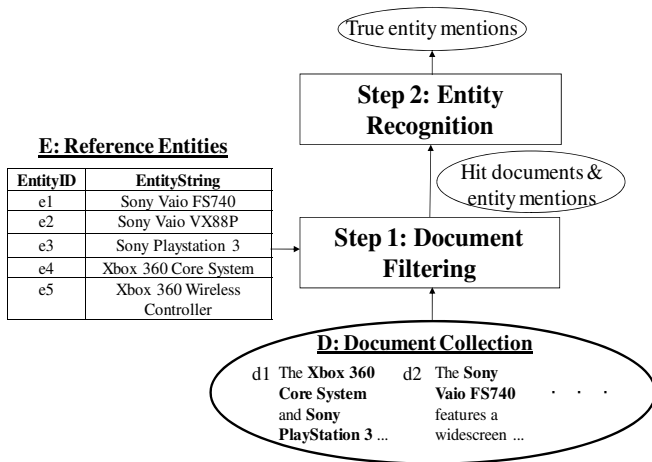 True entity mentions
Step 2: Entity
Recognition
Hit documents &
entity mentions
E: Reference Entities
EntityID EntityString
e1 Sony Vaio FS740
e2 Sony Vaio VX88P
e3 Sony Playstation 3
e4 Xbox 360 Core System
e5 Xbox 360 Wireless
Controller
Step 1: Document
Filtering
D: Document Collection
d1 The Xbox 360
Core System
and Sony
PlayStation 3 ...
d2 The Sony
Vaio FS740
features a
widescreen ...
. . .